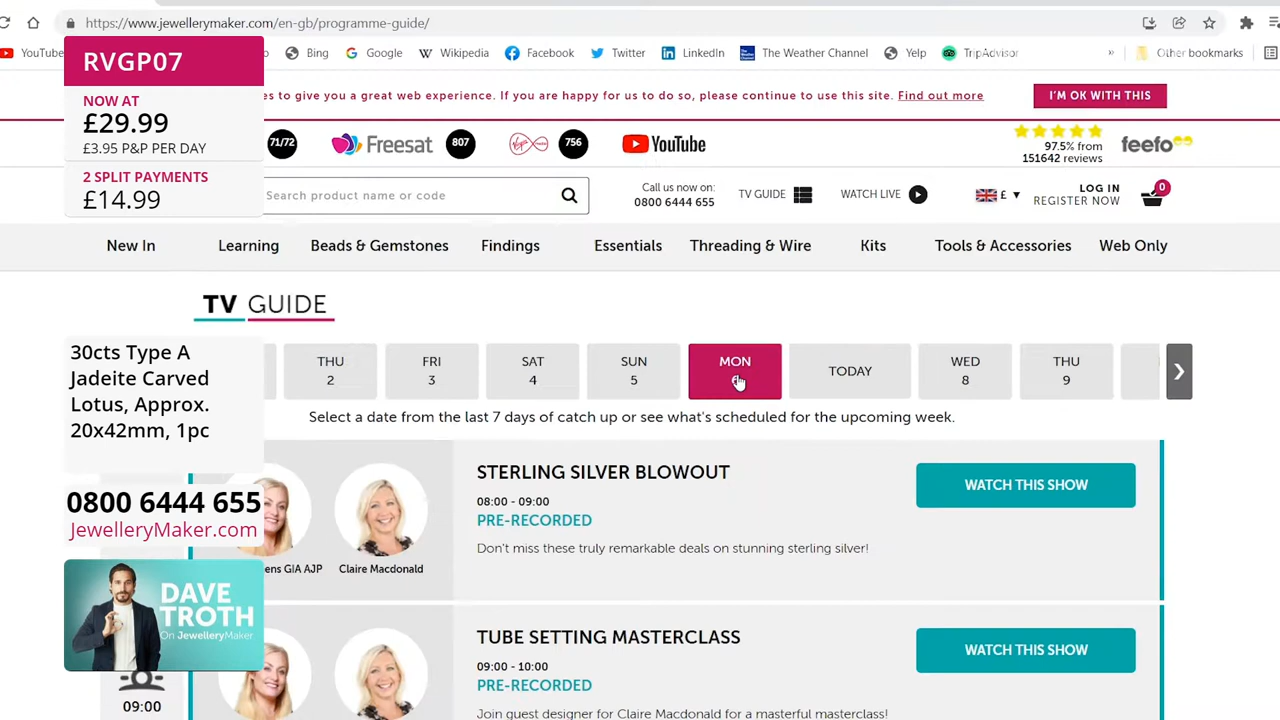 https://www.jewellerymaker.com/en-gb/programme-guide/
YouTube
Bing
Google
Wikipedia
Facebook
Twitter
LinkedIn
The Weather Channel
Yelp
TripAdvisor
»
Other bookmarks
RVGP07
NOW AT
£29.99
£3.95 P&P PER DAY
2 SPLIT PAYMENTS
£14.99
es to give you a great web experience. If you are happy for us to do so, please continue to use this site. Find out more
I'M OK WITH THIS
71/72
Freesat
807
756
YouTube
97.5% from
151642 reviews
feefo
Search product name or code
Call us now on:
0800 6444 655
TV GUIDE
WATCH LIVE
£ ▼
LOG IN
REGISTER NOW
0
New In
Learning
Beads & Gemstones
Findings
Essentials
Threading & Wire
Kits
Tools & Accessories
Web Only
TV GUIDE
THU
2
FRI
3
SAT
4
SUN
5
MON
TODAY
WED
8
THU
9
Select a date from the last 7 days of catch up or see what's scheduled for the upcoming week.
30cts Type A
Jadeite Carved
Lotus, Approx.
20x42mm, 1pc
0800 6444 655
JewelleryMaker.com
DAVE
TROTH
On JewelleryMaker
STERLING SILVER BLOWOUT
08:00 - 09:00
PRE-RECORDED
Don't miss these truly remarkable deals on stunning sterling silver!
WATCH THIS SHOW
ens GIA AJP
Claire Macdonald
TUBE SETTING MASTERCLASS
09:00 - 10:00
PRE-RECORDED
Join guest designer for Claire Macdonald for a masterful masterclass!
WATCH THIS SHOW
09:00